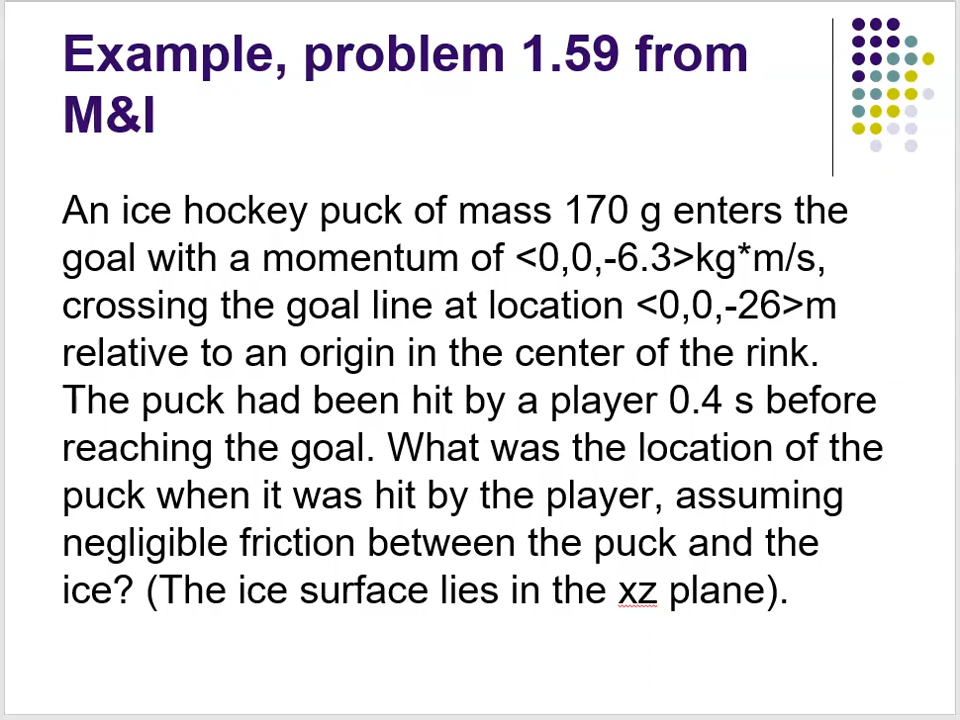 Example, problem 1.59 from
M&I
An ice hockey puck of mass 170 g enters the
goal with a momentum of <0,0,-6.3>kg*m/s,
crossing the goal line at location <0,0,-26>m
relative to an origin in the center of the rink.
The puck had been hit by a player 0.4 s before
reaching the goal. What was the location of the
puck when it was hit by the player, assuming
negligible friction between the puck and the
ice? (The ice surface lies in the xz plane).